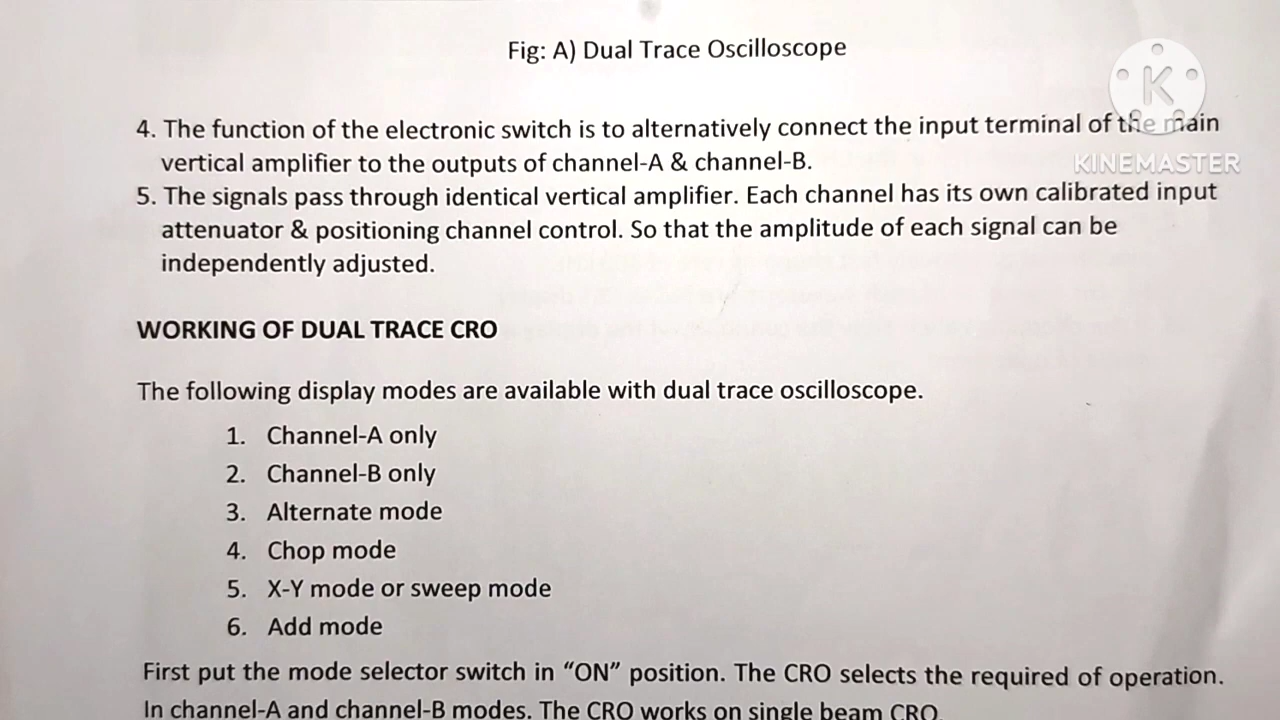 Fig: A) Dual Trace Oscilloscope
K
KINEMASTER
4. The function of the electronic switch is to alternatively connect the input terminal of the main
vertical amplifier to the outputs of channel-A & channel-B.
5. The signals pass through identical vertical amplifier. Each channel has its own calibrated input
attenuator & positioning channel control. So that the amplitude of each signal can be
independently adjusted.
WORKING OF DUAL TRACE CRO
The following display modes are available with dual trace oscilloscope.
1. Channel-A only
2. Channel-B only
3. Alternate mode
4. Chop mode
5. X-Y mode or sweep mode
6. Add mode
First put the mode selector switch in “ON” position. The CRO selects the required of operation.
In channel-A and channel-B modes. The CRO works on single beam CRO.